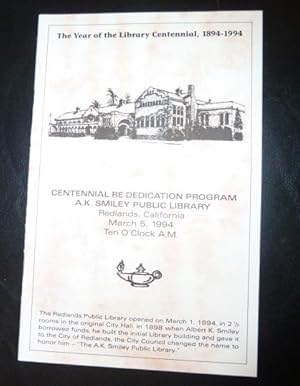 The Year of the Library Centennial, 1894-1994
CENTENNIAL RE-DEDICATION PROGRAM
A.K. SMILEY PUBLIC LIBRARY
Redlands, California
March 5, 1994
Ten O'Clock A.M.
The Redlands Public Library opened on March 1, 1894, in 2 ½
rooms in the original City Hall, in 1898 when Albert K. Smiley
borrowed funds, he built the initial Library building and gave it
to the City of Redlands, the City Council changed the name to
honor him – "The A.K. Smiley Public Library."